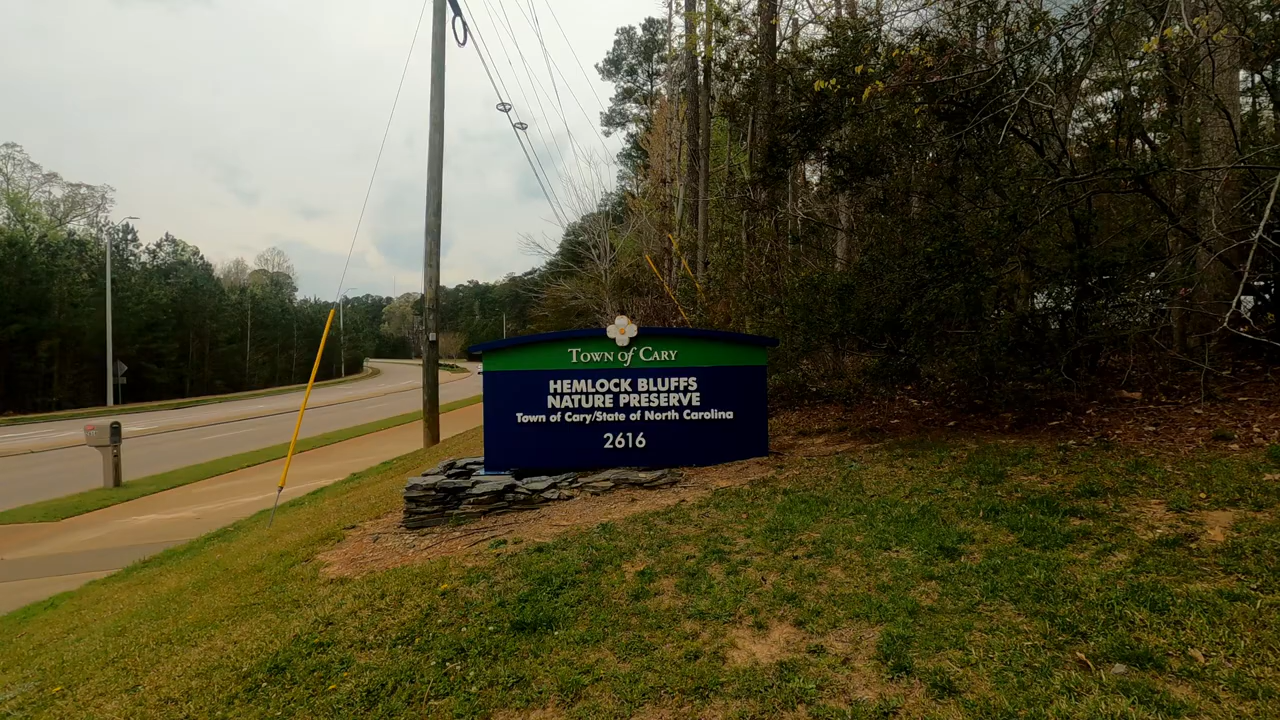 Town of Cary
HEMLOCK BLUFFS
NATURE PRESERVE
Town of Cary/State of North Carolina
2616